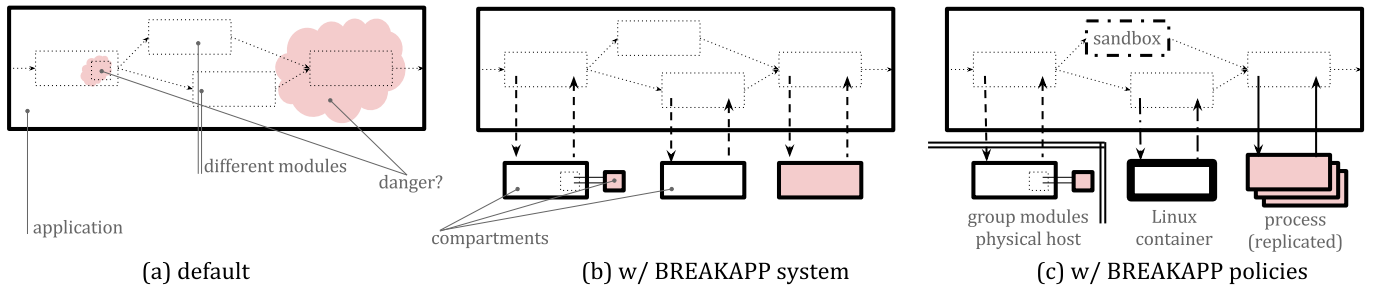 different modules
danger?
application
(a) default
compartments
(b) w/ BREAKAPP system
sandbox
group modules
physical host
Linux
container
process
(replicated)
(c) w/ BREAKAPP policies